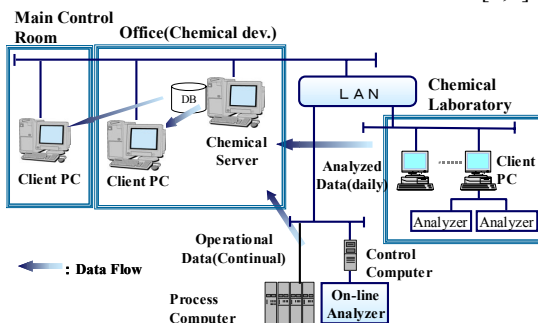 Main Control
Room
Office(Chemical dev.)
DB
LAN
Chemical
Laboratory
Chemical
Server
Client PC
Client PC
Analyzed
Data(daily)
Client
PC
Analyzer
Analyzer
Operational
Data(Continual)
Control
Computer
: Data Flow
Process
Computer
On-line
Analyzer